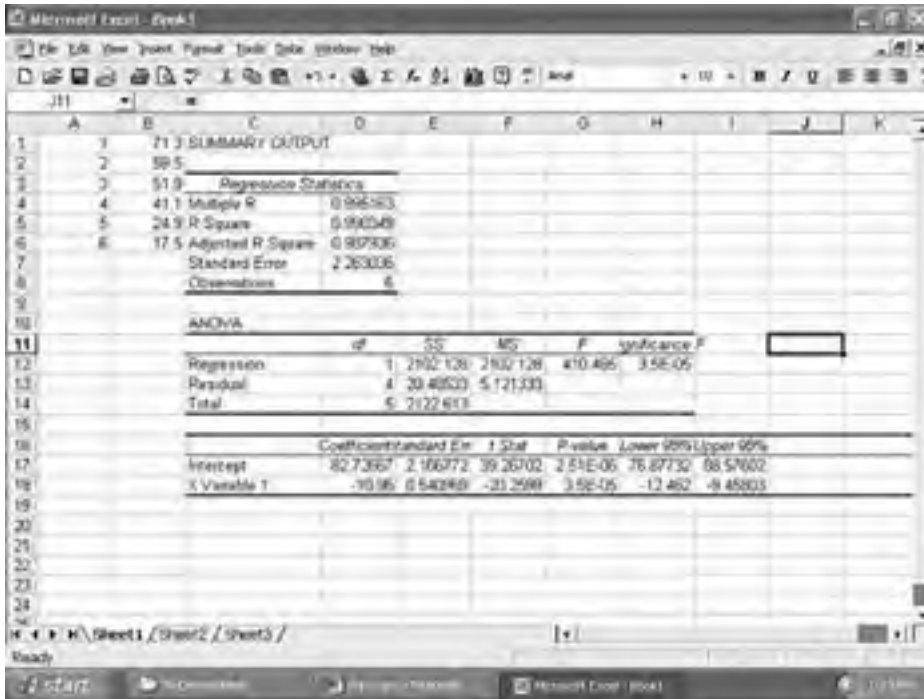 Microsoft Excel - Book1
File Edit View Insert Format Tools Data Window Help
Arial 10 B I U
J11 =
A B C D E F G H I J K
1 1 71.3 SUMMARY OUTPUT
2 2 59.5
3 3 51.9 Regression Statistics
4 4 41.1 Multiple R 0.995163
5 5 24.9 R Square 0.990349
6 6 17.5 Adjusted R Square 0.987936
7 Standard Error 2.263036
8 Observations 6
9
10 ANOVA
11 df SS MS F gnificance F
12 Regression 1 2102.128 2102.128 410.465 3.5E-05
13 Residual 4 20.48533 5.121333
14 Total 5 2122.613
15
16 Coefficient tandard Err t Stat P-value Lower 95% Upper 95%
17 Intercept 82.72667 2.106772 39.26702 2.51E-06 76.87732 88.57602
18 X Variable 1 -10.96 -20.2599 3.5E-05 -12.462 -9.45803
19
20
21
22
23
24
Sheet1 / Sheet2 / Sheet3 /
Ready
start Microsoft Excel - Book1